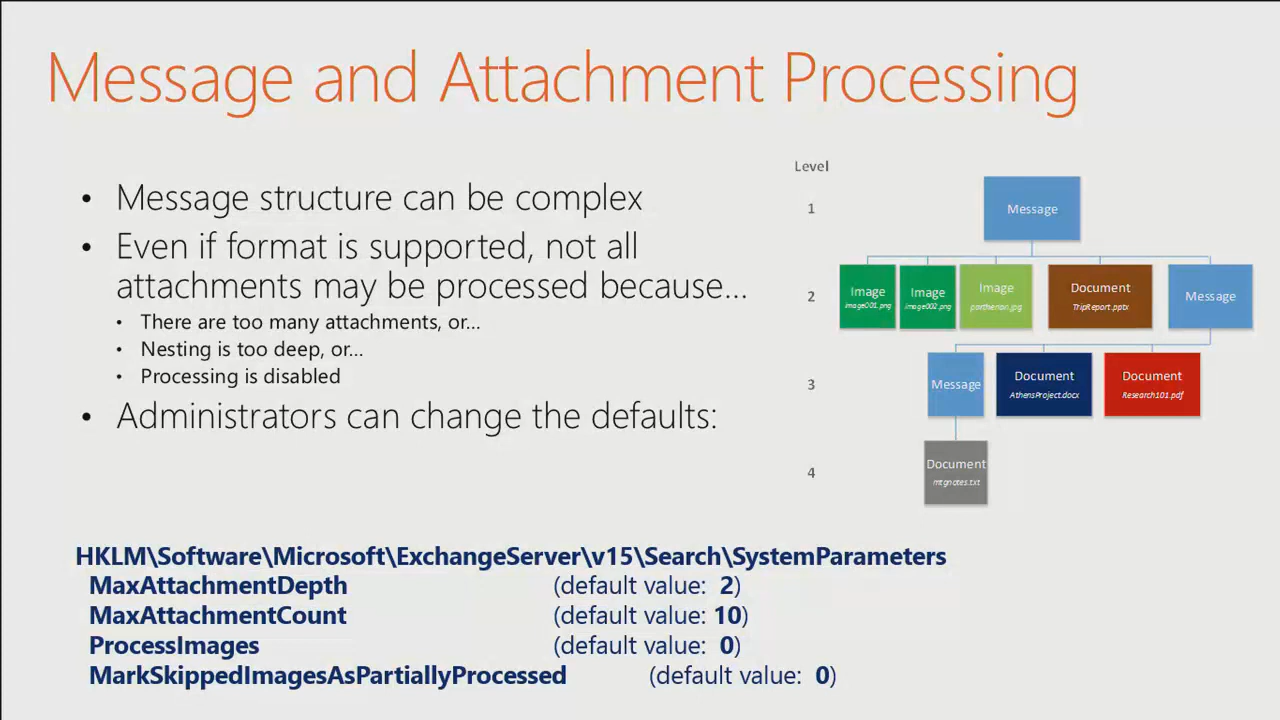 Message and Attachment Processing
• Message structure can be complex
• Even if format is supported, not all
attachments may be processed because…
• There are too many attachments, or…
• Nesting is too deep, or…
• Processing is disabled
• Administrators can change the defaults:
Level
1
Message
2
Image
image001.png
Image
image002.png
Image
parthenon.jpg
Document
TripReport.pptx
Message
3
Message
Document
AthensProject.docx
Document
Research101.pdf
4
Document
mtgnotes.txt
HKLM\Software\Microsoft\ExchangeServer\v15\Search\SystemParameters
MaxAttachmentDepth (default value: 2)
MaxAttachmentCount (default value: 10)
ProcessImages (default value: 0)
MarkSkippedImagesAsPartiallyProcessed (default value: 0)